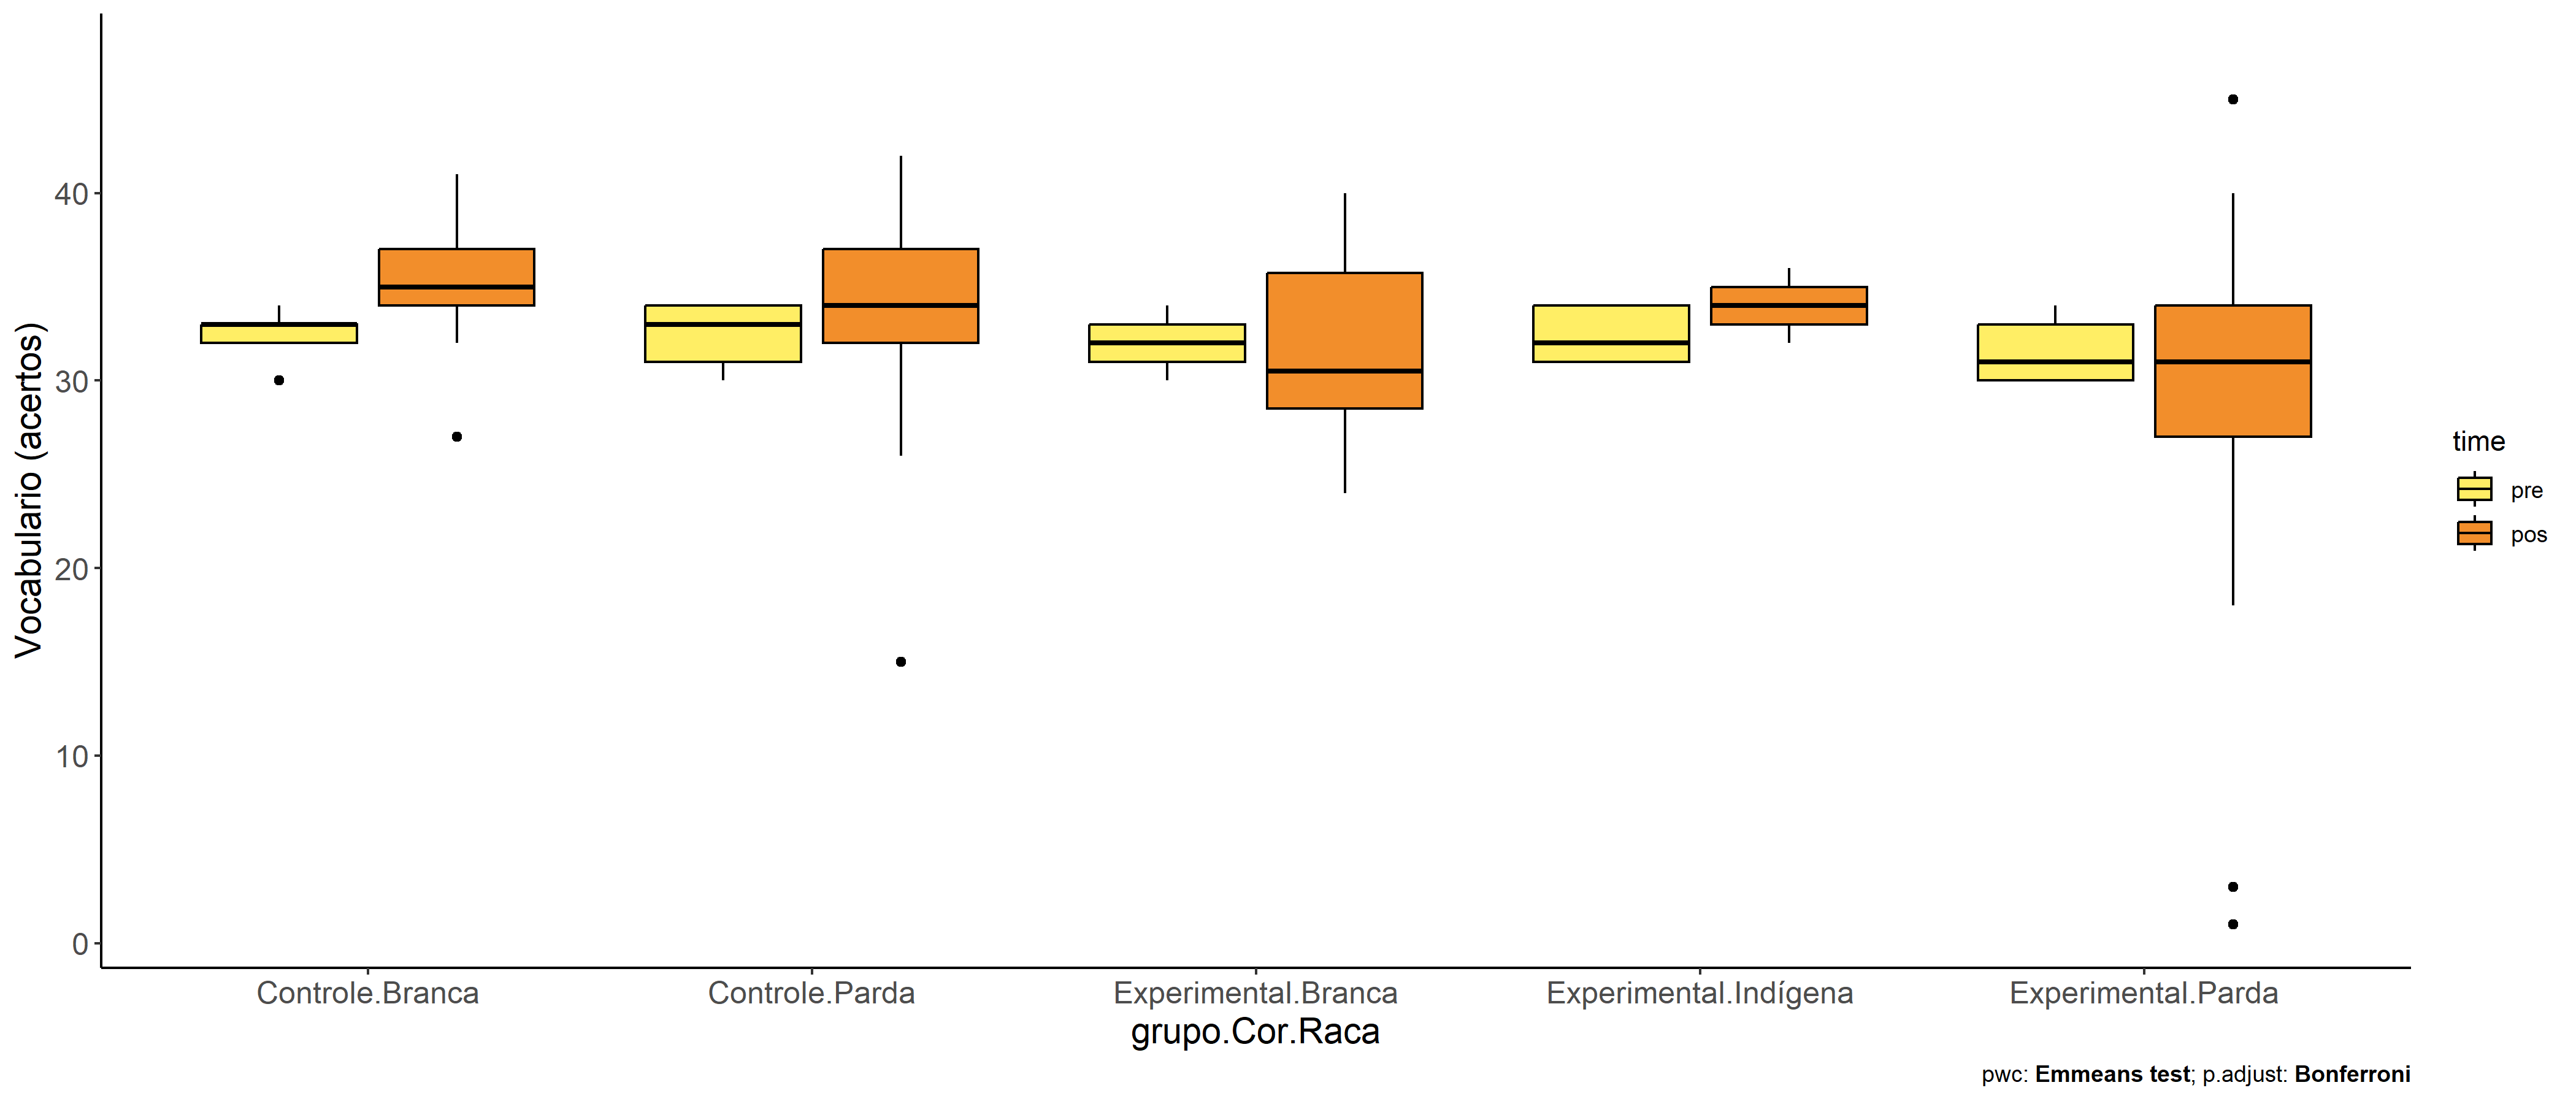 Vocabulario (acertos)
40
30
20
10
0
Controle.Branca
Controle.Parda
Experimental.Branca
Experimental.Indígena
Experimental.Parda
grupo.Cor.Raca
time
pre
pos
pwc: Emmeans test; p.adjust: Bonferroni